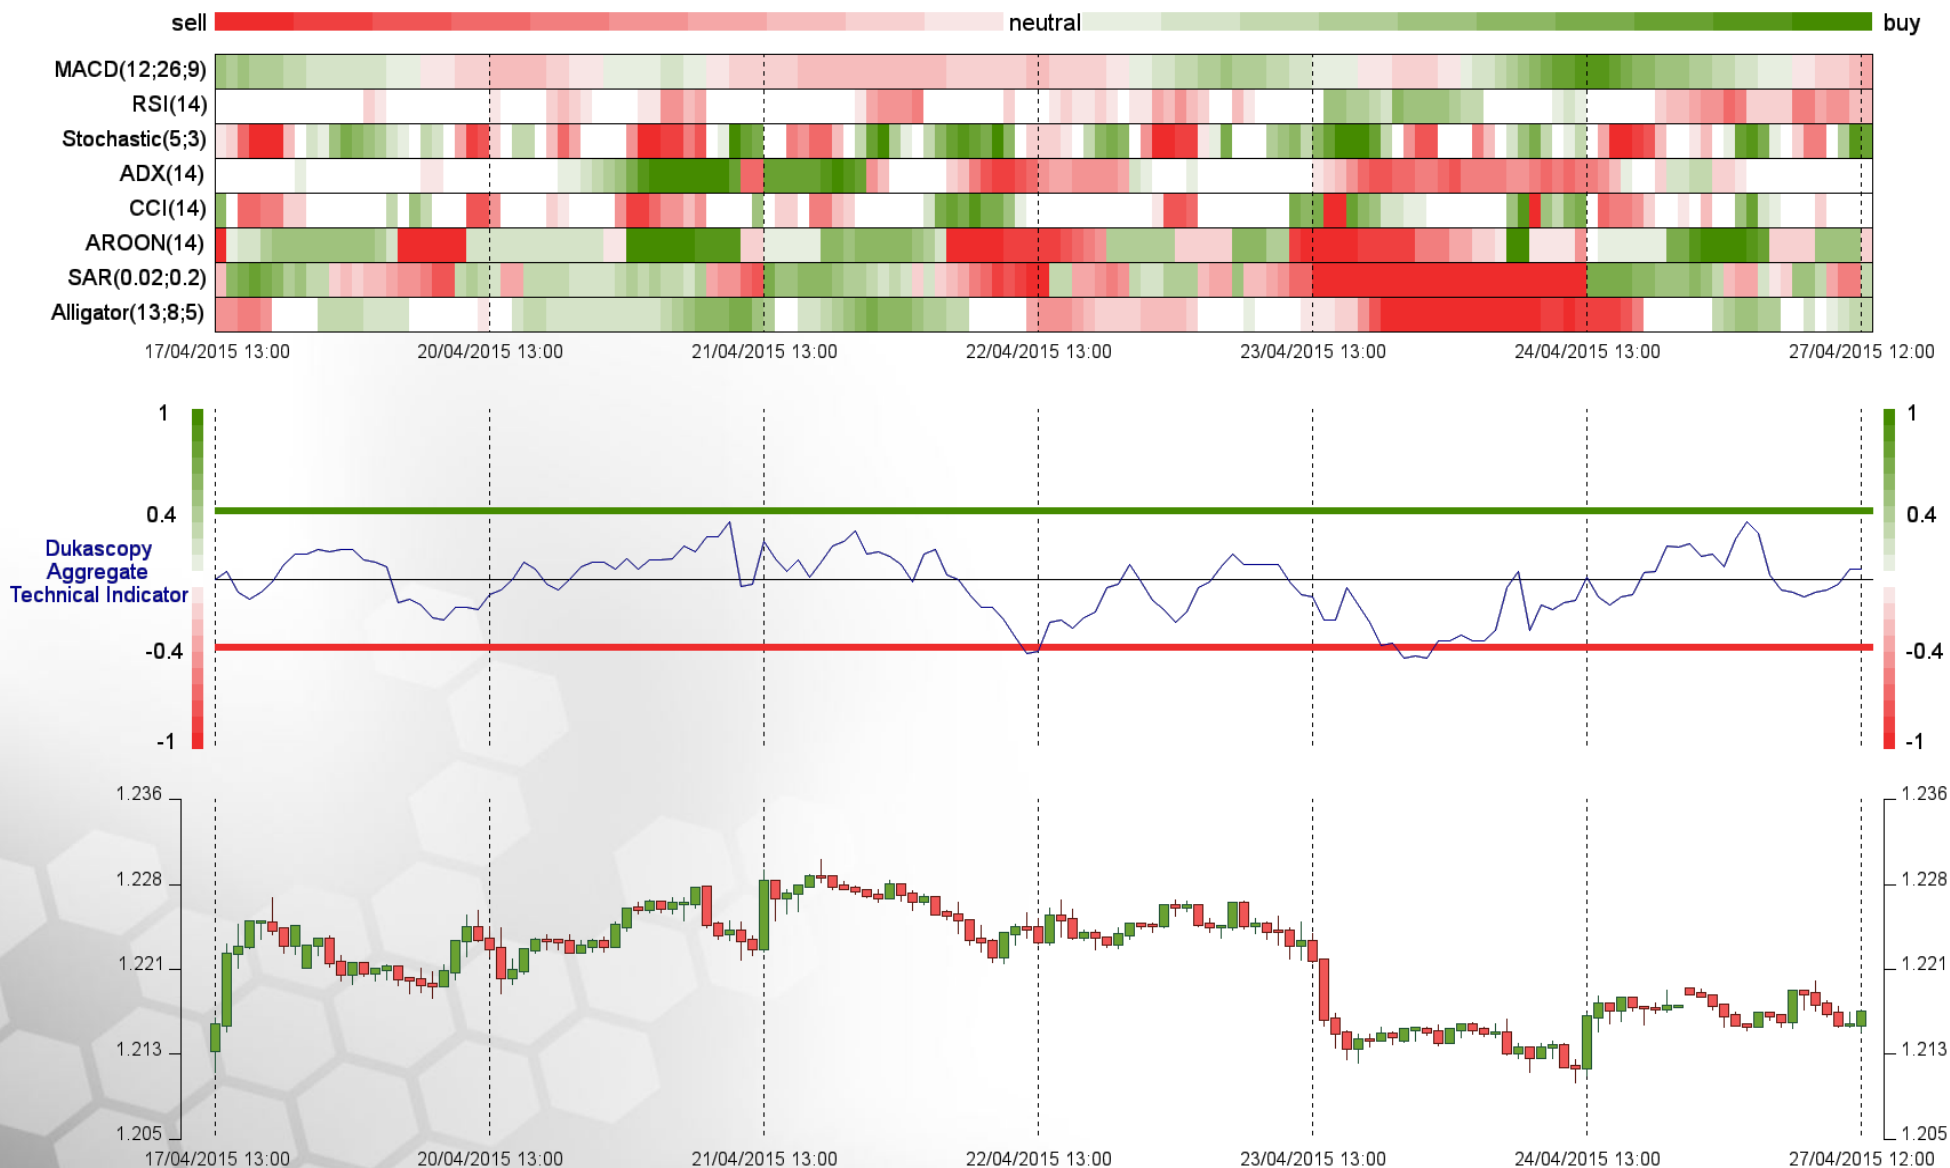 sell neutral buy
MACD(12;26;9)
RSI(14)
Stochastic(5;3)
ADX(14)
CCI(14)
AROON(14)
SAR(0.02;0.2)
Alligator(13;8;5)
17/04/2015 13:00 20/04/2015 13:00 21/04/2015 13:00 22/04/2015 13:00 23/04/2015 13:00 24/04/2015 13:00 27/04/2015 12:00
1 1
0.4 0.4
Dukascopy
Aggregate
Technical Indicator
-0.4 -0.4
-1 -1
1.236 1.236
1.228 1.228
1.221 1.221
1.213 1.213
1.205 1.205
17/04/2015 13:00 20/04/2015 13:00 21/04/2015 13:00 22/04/2015 13:00 23/04/2015 13:00 24/04/2015 13:00 27/04/2015 12:00